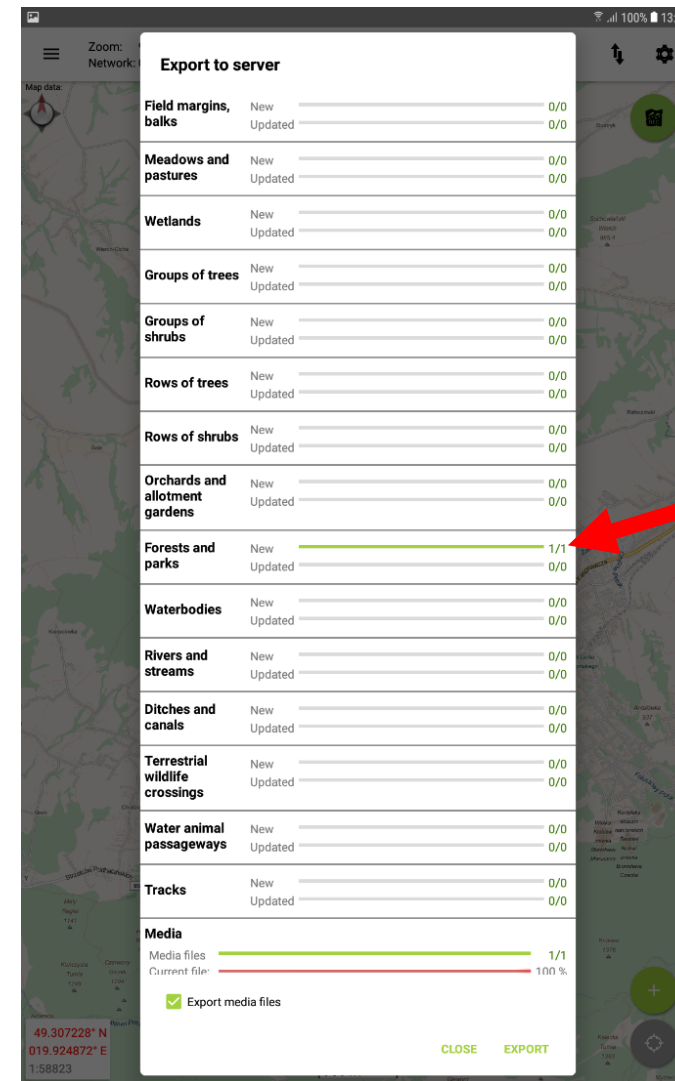 100% 13:
Zoom:
Network:
Map data:
Export to server
Field margins, balks
New 0/0
Updated 0/0
Meadows and pastures
New 0/0
Updated 0/0
Wetlands
New 0/0
Updated 0/0
Groups of trees
New 0/0
Updated 0/0
Groups of shrubs
New 0/0
Updated 0/0
Rows of trees
New 0/0
Updated 0/0
Rows of shrubs
New 0/0
Updated 0/0
Orchards and allotment gardens
New 0/0
Updated 0/0
Forests and parks
New 1/1
Updated 0/0
Waterbodies
New 0/0
Updated 0/0
Rivers and streams
New 0/0
Updated 0/0
Ditches and canals
New 0/0
Updated 0/0
Terrestrial wildlife crossings
New 0/0
Updated 0/0
Water animal passageways
New 0/0
Updated 0/0
Tracks
New 0/0
Updated 0/0
Media
Media files 1/1
Current file: 100 %
Export media files
CLOSE EXPORT
49.307228° N
019.924872° E
1:58823